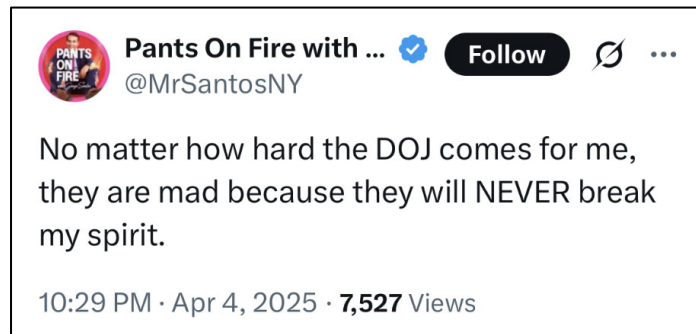 PANTS
ON
FIRE
Pants On Fire with ...
Follow
@MrSantosNY
No matter how hard the DOJ comes for me,
they are mad because they will NEVER break
my spirit.
10:29 PM · Apr 4, 2025 · 7,527 Views